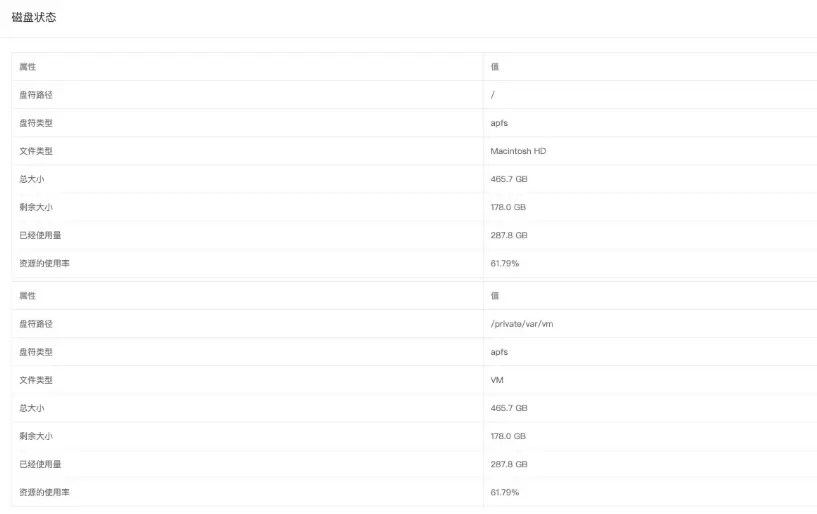 磁盘状态
属性 值
盘符路径 /
盘符类型 apfs
文件类型 Macintosh HD
总大小 465.7 GB
剩余大小 178.0 GB
已经使用量 287.8 GB
资源的使用率 61.79%
属性 值
盘符路径 /private/var/vm
盘符类型 apfs
文件类型 VM
总大小 465.7 GB
剩余大小 178.0 GB
已经使用量 287.8 GB
资源的使用率 61.79%